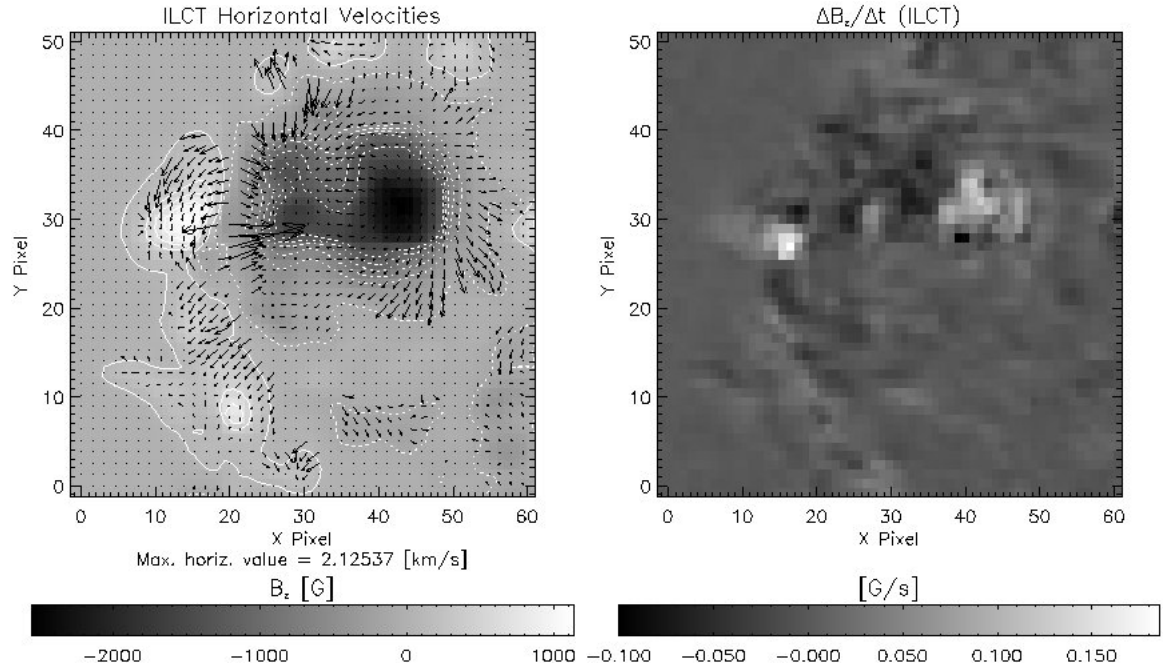 ILCT Horizontal Velocities
50
40
30
20
10
0
Y Pixel
0 10 20 30 40 50 60
X Pixel
Max. horiz. value = 2.12537 [km/s]
B_z [G]
-2000 -1000 0 1000
ΔB_z/Δt (ILCT)
50
40
30
20
10
0
Y Pixel
0 10 20 30 40 50 60
X Pixel
[G/s]
-0.100 -0.050 -0.000 0.050 0.100 0.150